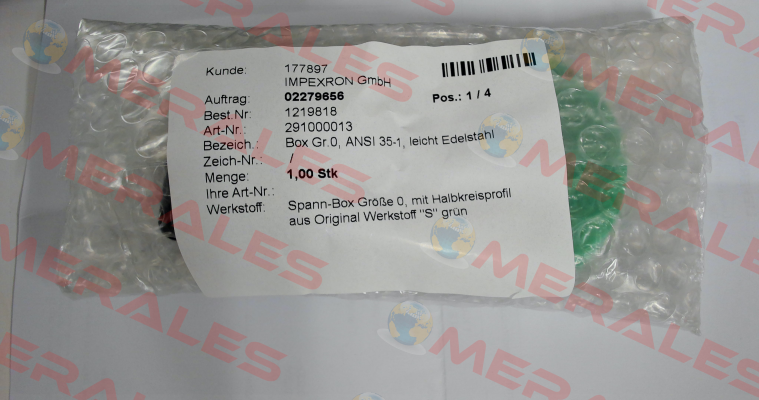 Kunde: 177897
IMPEXRON GmbH
Auftrag: 02279656 Pos.: 1 / 4
Best.Nr: 1219818
Art-Nr.: 291000013
Bezeich.: Box Gr.0, ANSI 35-1, leicht Edelstahl
Zeich-Nr.: /
Menge: 1,00 Stk
Ihre Art-Nr.:
Werkstoff: Spann-Box Größe 0, mit Halbkreisprofil
aus Original Werkstoff "S" grün
MERALES
MERALES
MERALES
MERALES
MERALES